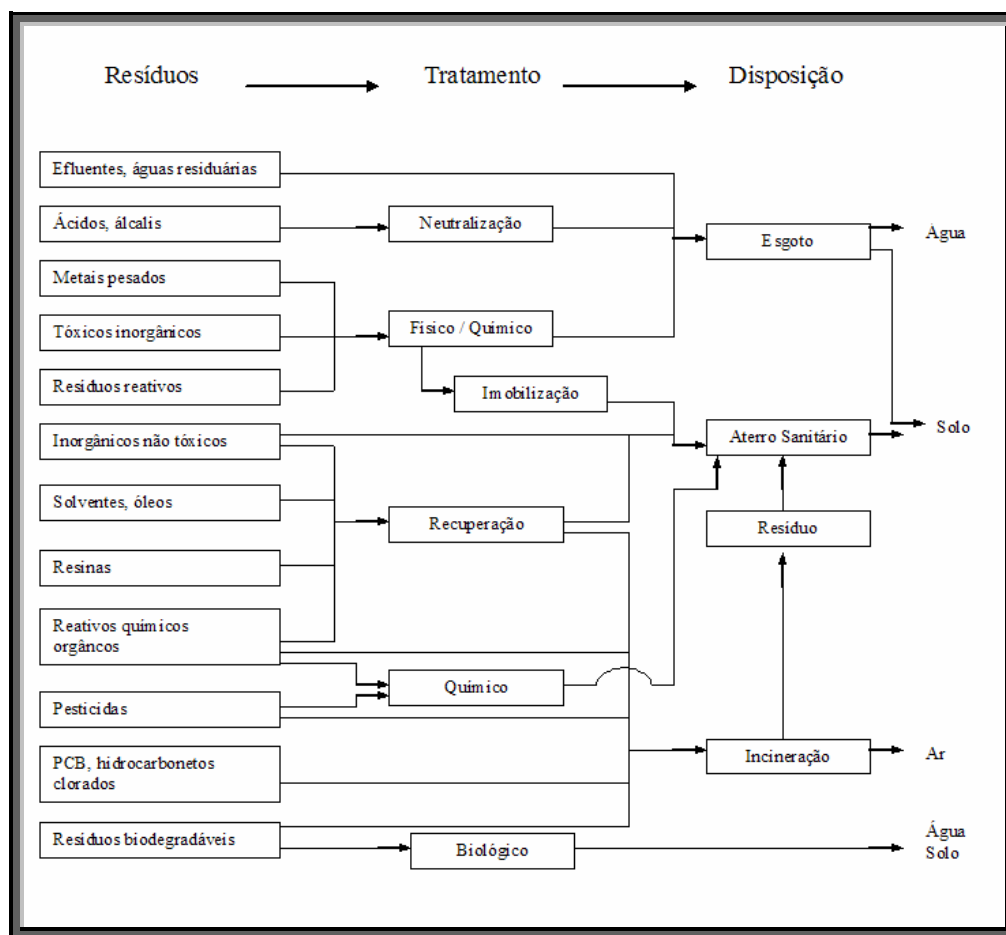 Resíduos
Tratamento
Disposição
Efluentes, águas residuárias
Ácidos, álcalis
Neutralização
Esgoto
Água
Metais pesados
Tóxicos inorgânicos
Físico / Químico
Resíduos reativos
Imobilização
Inorgânicos não tóxicos
Aterro Sanitário
Solo
Solventes, óleos
Recuperação
Resíduo
Resinas
Reativos químicos
orgâncos
Químico
Pesticidas
PCB, hidrocarbonetos
clorados
Incineração
Ar
Resíduos biodegradáveis
Biológico
Água
Solo